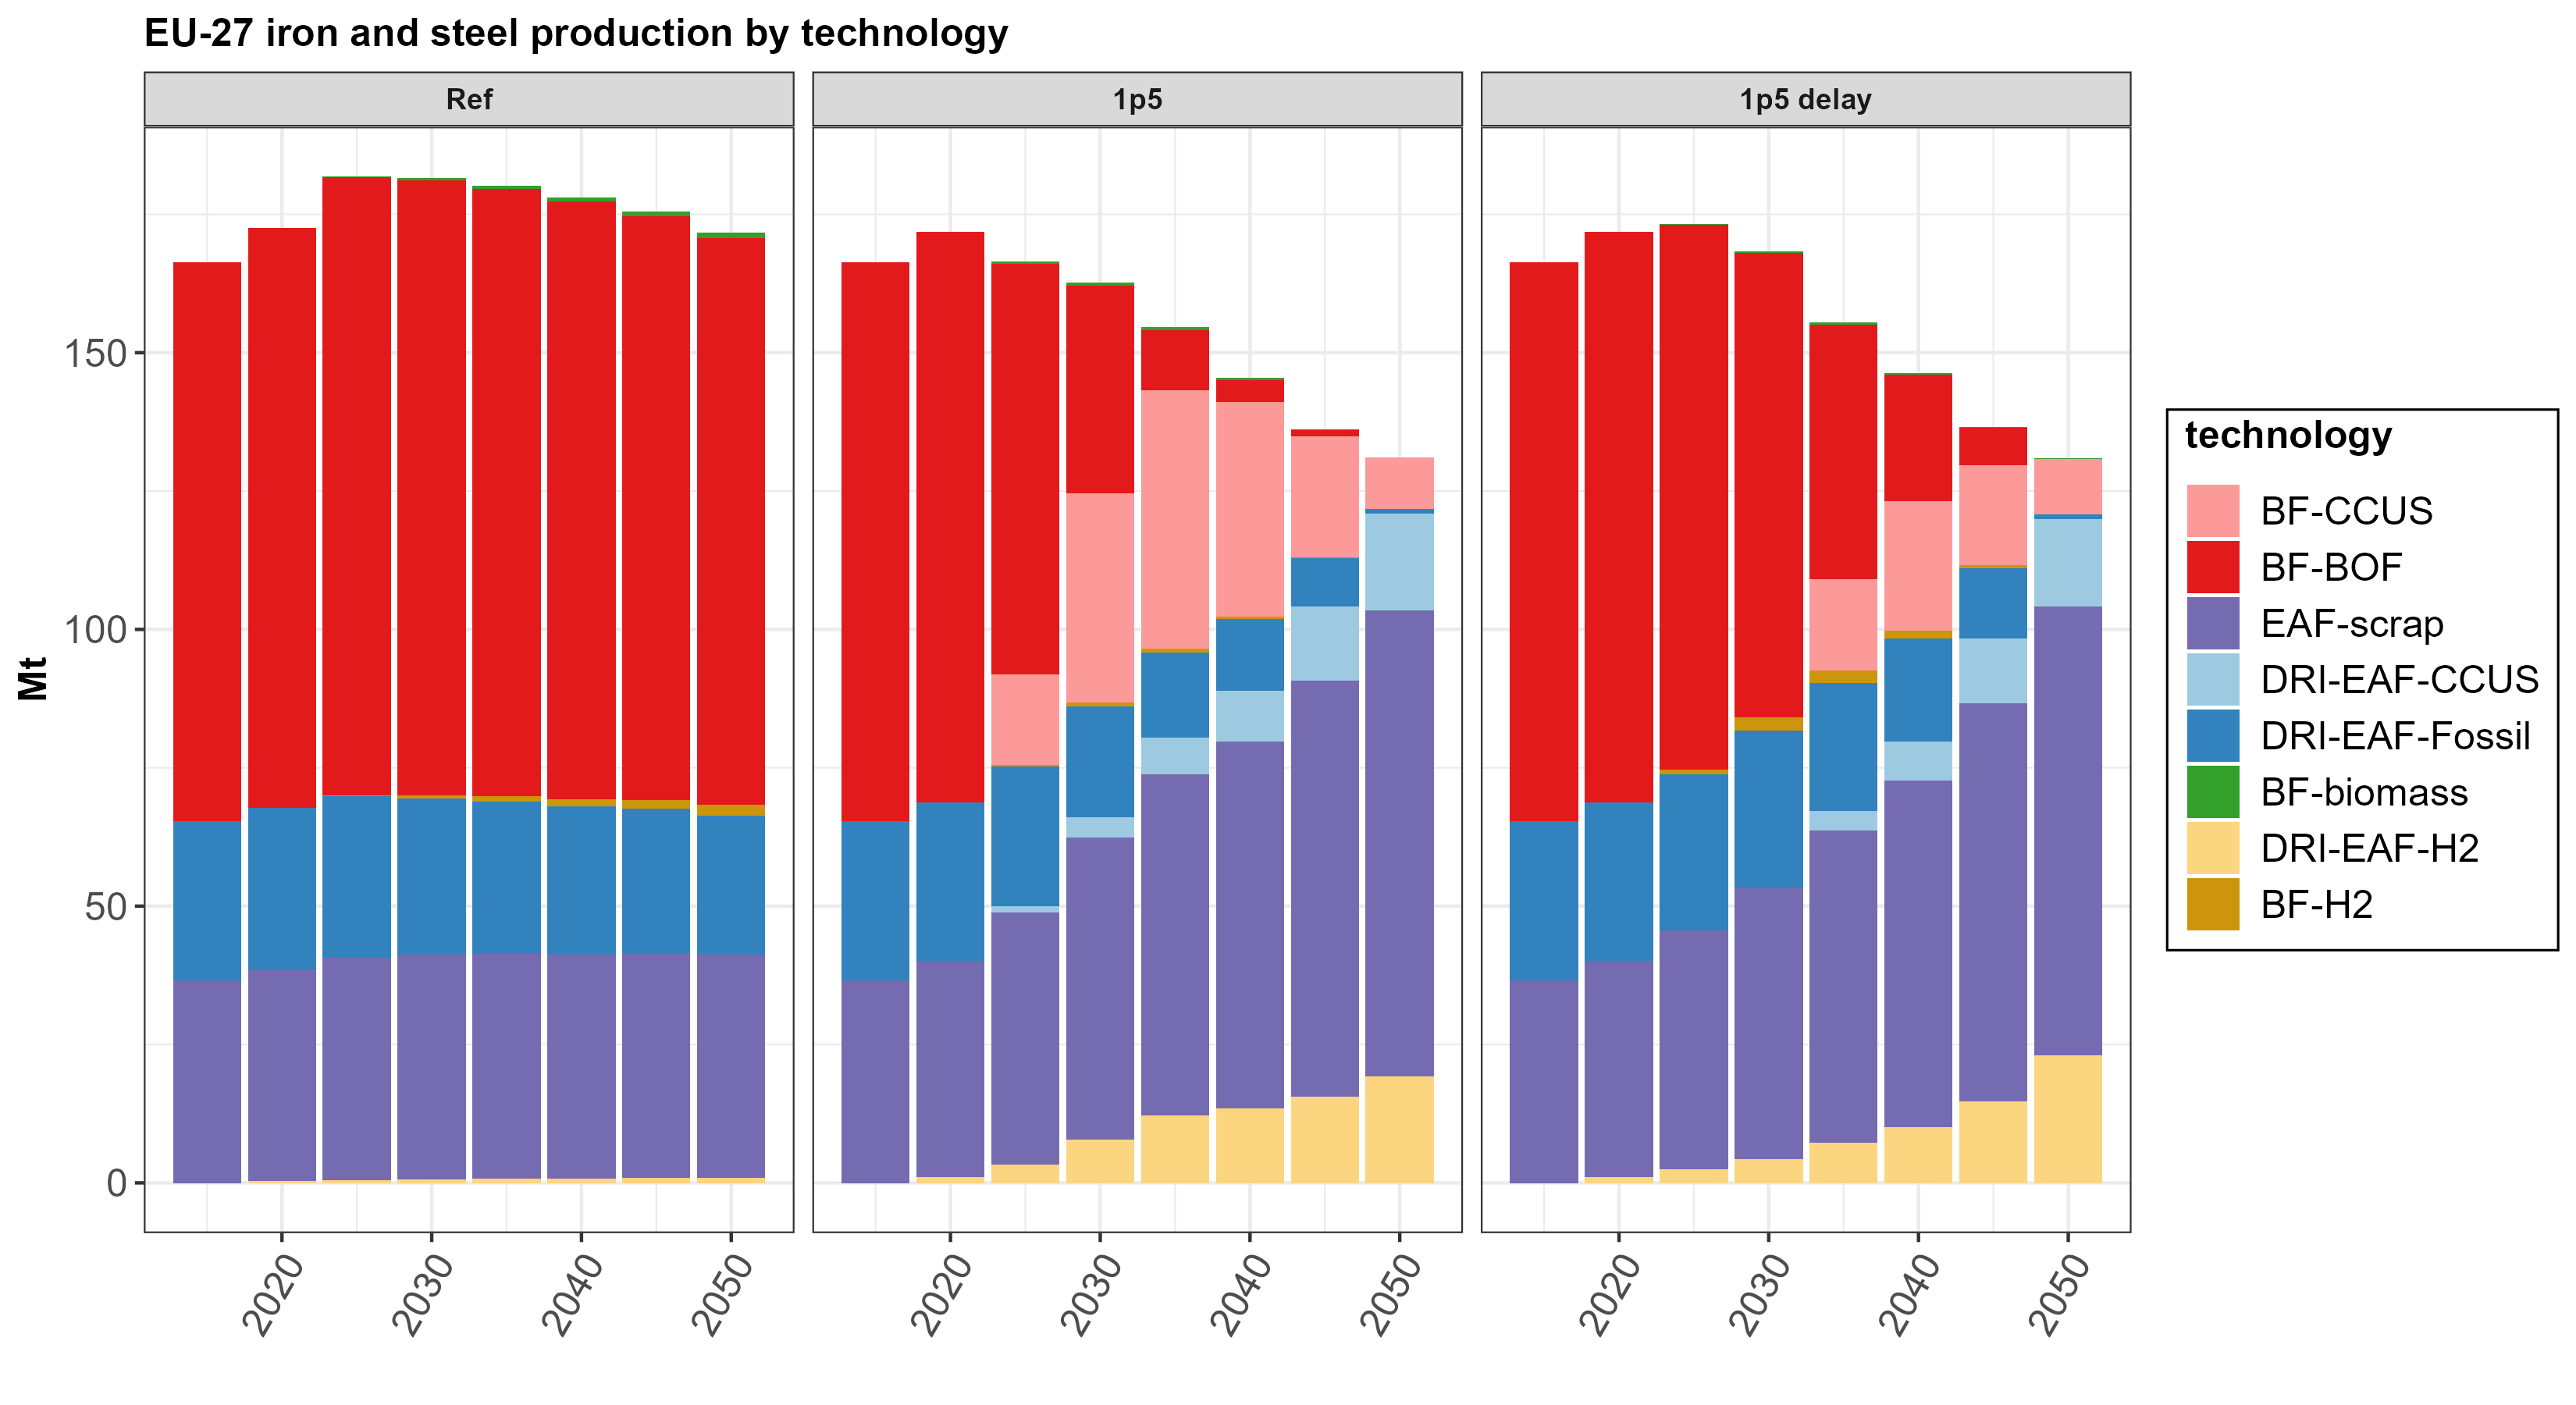 EU-27 iron and steel production by technology
Ref
1p5
1p5 delay
Mt
150
100
50
0
2020
2030
2040
2050
2020
2030
2040
2050
2020
2030
2040
2050
technology
BF-CCUS
BF-BOF
EAF-scrap
DRI-EAF-CCUS
DRI-EAF-Fossil
BF-biomass
DRI-EAF-H2
BF-H2